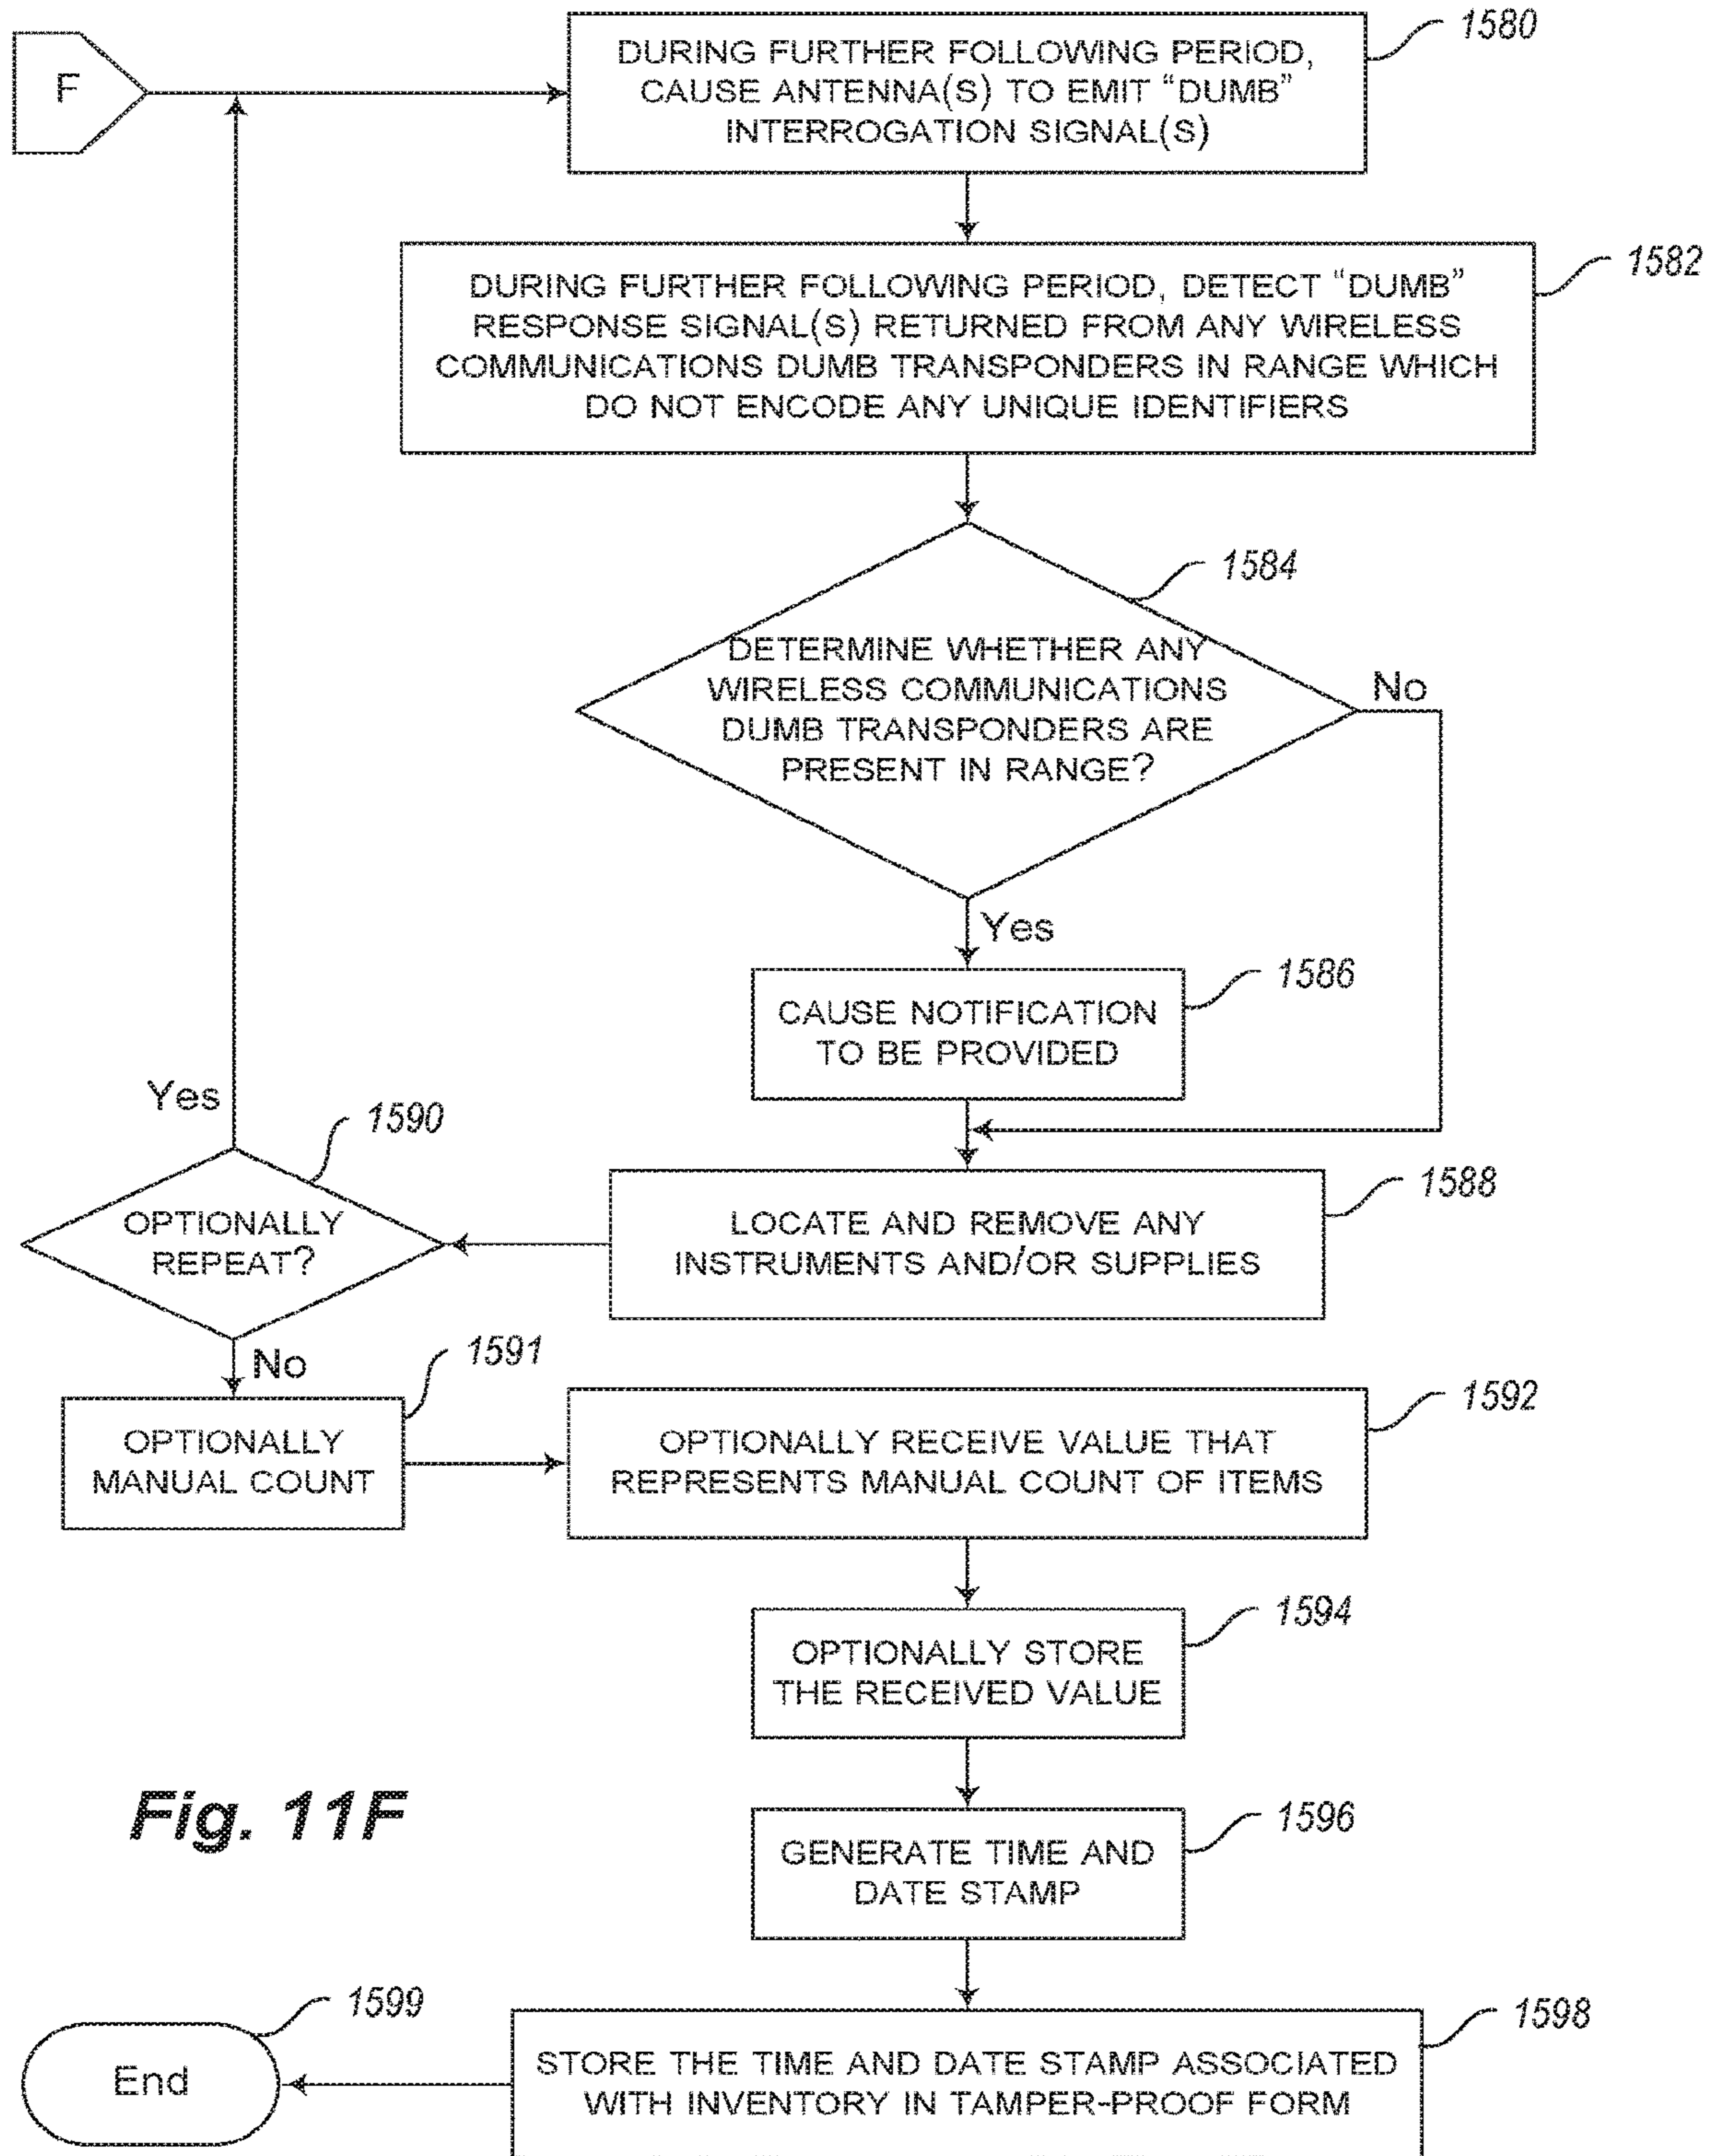 F
1580
DURING FURTHER FOLLOWING PERIOD,
CAUSE ANTENNA(S) TO EMIT “DUMB”
INTERROGATION SIGNAL(S)
1582
DURING FURTHER FOLLOWING PERIOD, DETECT “DUMB”
RESPONSE SIGNAL(S) RETURNED FROM ANY WIRELESS
COMMUNICATIONS DUMB TRANSPONDERS IN RANGE WHICH
DO NOT ENCODE ANY UNIQUE IDENTIFIERS
1584
DETERMINE WHETHER ANY
WIRELESS COMMUNICATIONS
DUMB TRANSPONDERS ARE
PRESENT IN RANGE?
No
Yes
1586
CAUSE NOTIFICATION
TO BE PROVIDED
1588
LOCATE AND REMOVE ANY
INSTRUMENTS AND/OR SUPPLIES
Yes
1590
OPTIONALLY
REPEAT?
No
1591
OPTIONALLY
MANUAL COUNT
1592
OPTIONALLY RECEIVE VALUE THAT
REPRESENTS MANUAL COUNT OF ITEMS
1594
OPTIONALLY STORE
THE RECEIVED VALUE
1596
GENERATE TIME AND
DATE STAMP
1598
STORE THE TIME AND DATE STAMP ASSOCIATED
WITH INVENTORY IN TAMPER-PROOF FORM
1599
End
Fig. 11F